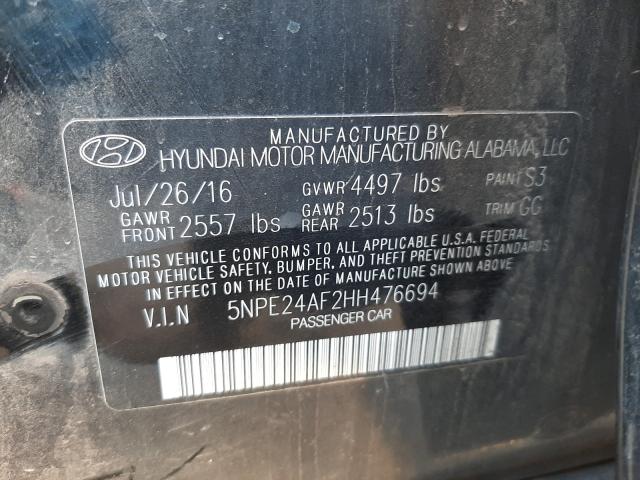 MANUFACTURED BY
HYUNDAI MOTOR MANUFACTURING ALABAMA, LLC
Jul/26/16 GVWR 4497 lbs PAINT S3
GAWR FRONT 2557 lbs GAWR REAR 2513 lbs TRIM GG
THIS VEHICLE CONFORMS TO ALL APPLICABLE U.S.A. FEDERAL
MOTOR VEHICLE SAFETY, BUMPER, AND THEFT PREVENTION STANDARDS
IN EFFECT ON THE DATE OF MANUFACTURE SHOWN ABOVE.
V.I.N 5NPE24AF2HH476694
PASSENGER CAR